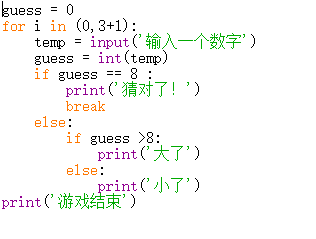 guess = 0
for i in (0,3+1):
    temp = input('输入一个数字')
    guess = int(temp)
    if guess == 8 :
        print('猜对了！')
        break
    else:
        if guess >8:
            print('大了')
        else:
            print('小了')
print('游戏结束')